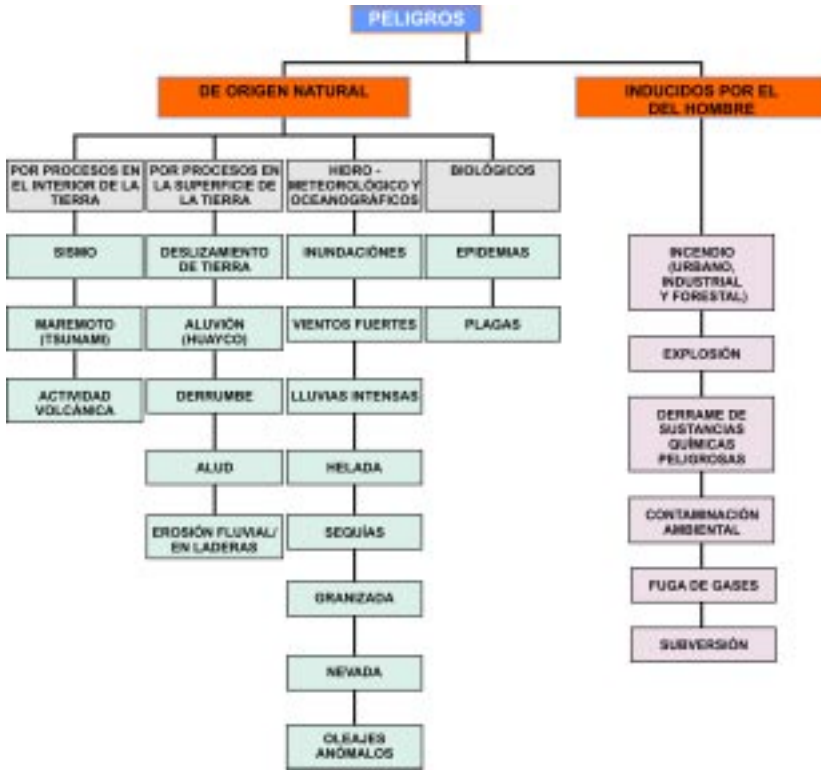 PELIGROS
DE ORIGEN NATURAL
INDUCIDOS POR EL
DEL HOMBRE
POR PROCESOS EN
EL INTERIOR DE LA
TIERRA
SISMO
MAREMOTO
(TSUNAMI)
ACTIVIDAD
VOLCÁNICA
POR PROCESOS EN
LA SUPERFICIE DE
LA TIERRA
DESLIZAMIENTO
DE TIERRA
ALUVIÓN
(HUAYCO)
DERRUMBE
ALUD
EROSIÓN FLUVIAL/
EN LADERAS
HIDRO -
METEOROLÓGICO Y
OCEANOGRÁFICOS
INUNDACIÓNES
VIENTOS FUERTES
LLUVIAS INTENSAS
HELADA
SEQUÍAS
GRANIZADA
NEVADA
OLEAJES
ANÓMALOS
BIOLÓGICOS
EPIDEMIAS
PLAGAS
INCENDIO
(URBANO,
INDUSTRIAL
Y FORESTAL)
EXPLOSIÓN
DERRAME DE
SUSTANCIAS
QUÍMICAS
PELIGROSAS
CONTAMINACIÓN
AMBIENTAL
FUGA DE GASES
SUBVERSIÓN